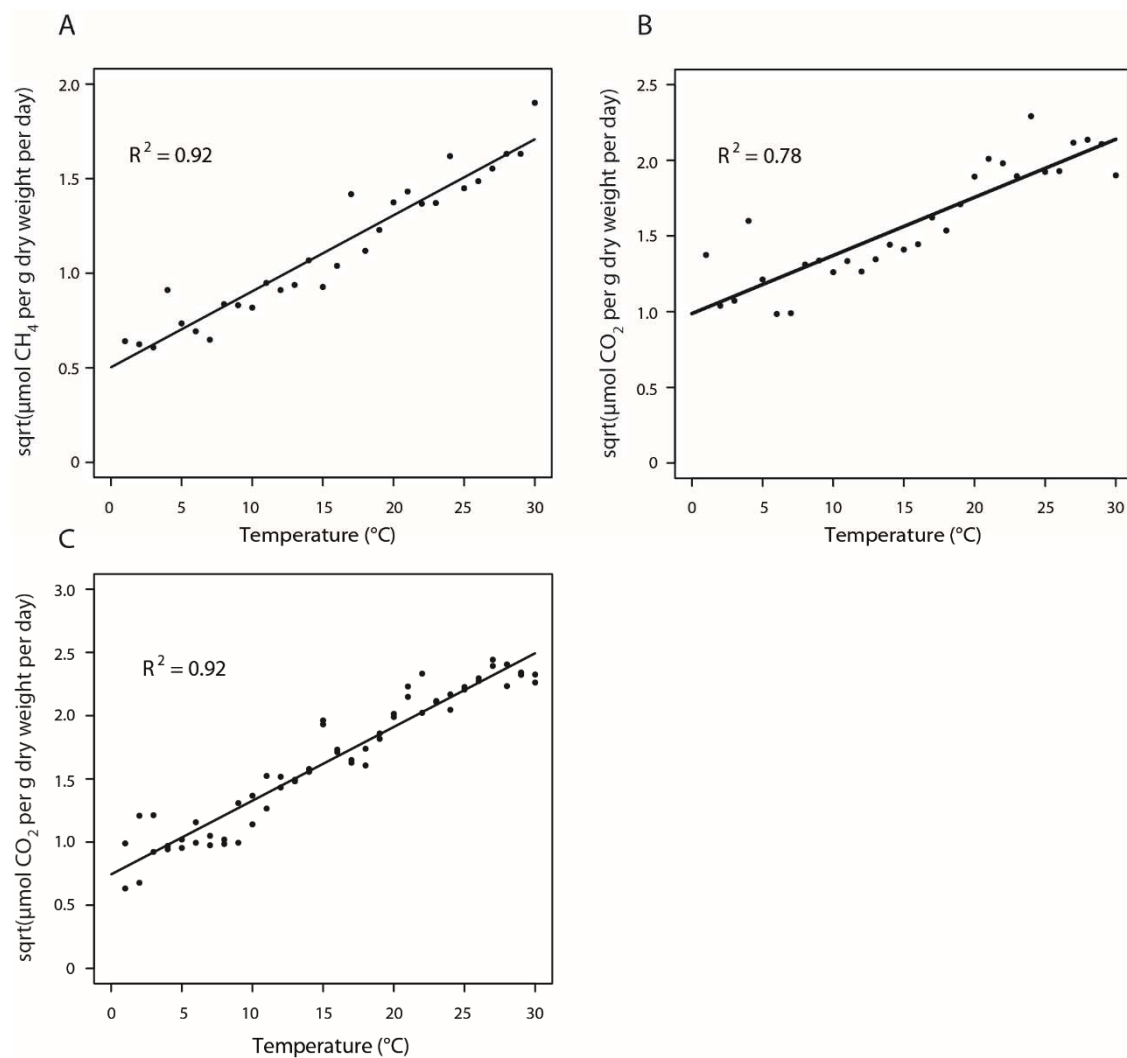 A
sqrt(μmol CH₄ per g dry weight per day)
2.0
1.5
1.0
0.5
0
R² = 0.92
0 5 10 15 20 25 30
Temperature (°C)
B
sqrt(μmol CO₂ per g dry weight per day)
2.5
2.0
1.5
1.0
0.5
0
R² = 0.78
0 5 10 15 20 25 30
Temperature (°C)
C
sqrt(μmol CO₂ per g dry weight per day)
3.0
2.5
2.0
1.5
1.0
0.5
0
R² = 0.92
0 5 10 15 20 25 30
Temperature (°C)